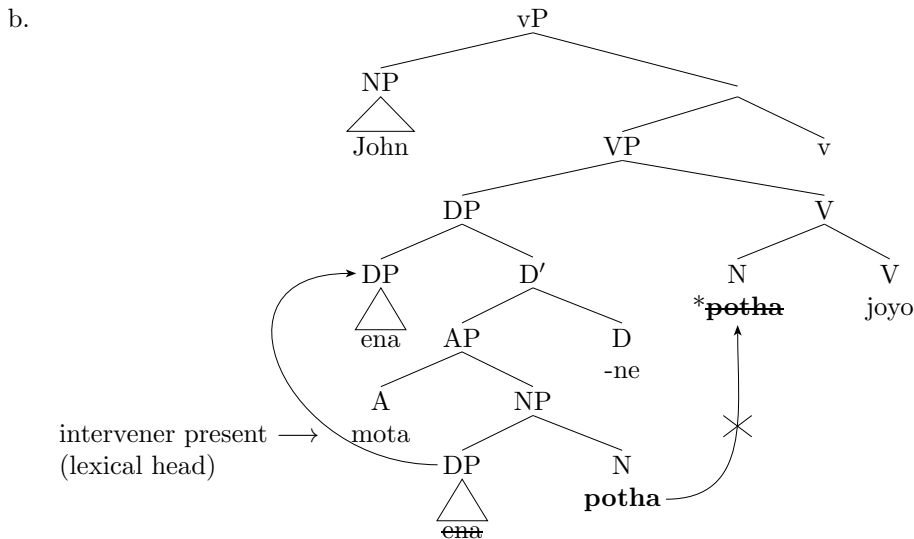 b.
vP
NP
John
VP v
DP V
DP D′ N V
ena *potha joyo
AP D
-ne
A NP
intervener present → mota
(lexical head) DP N
potha
ena